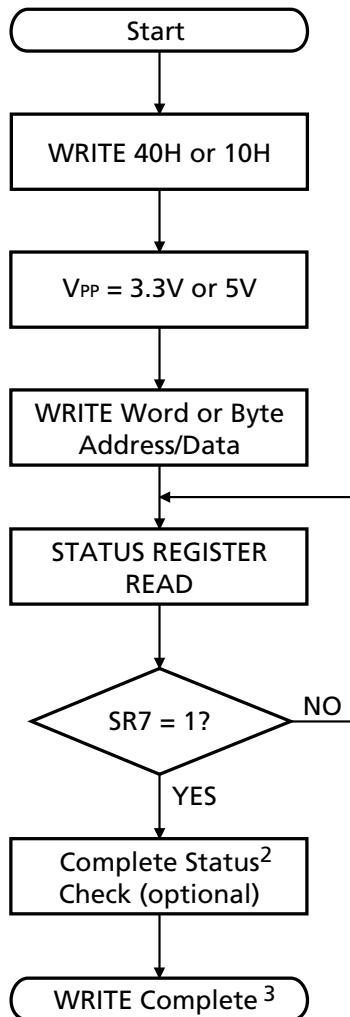 Start
WRITE 40H or 10H
VPP = 3.3V or 5V
WRITE Word or Byte
Address/Data
STATUS REGISTER
READ
SR7 = 1?
NO
YES
Complete Status2
Check (optional)
WRITE Complete 3